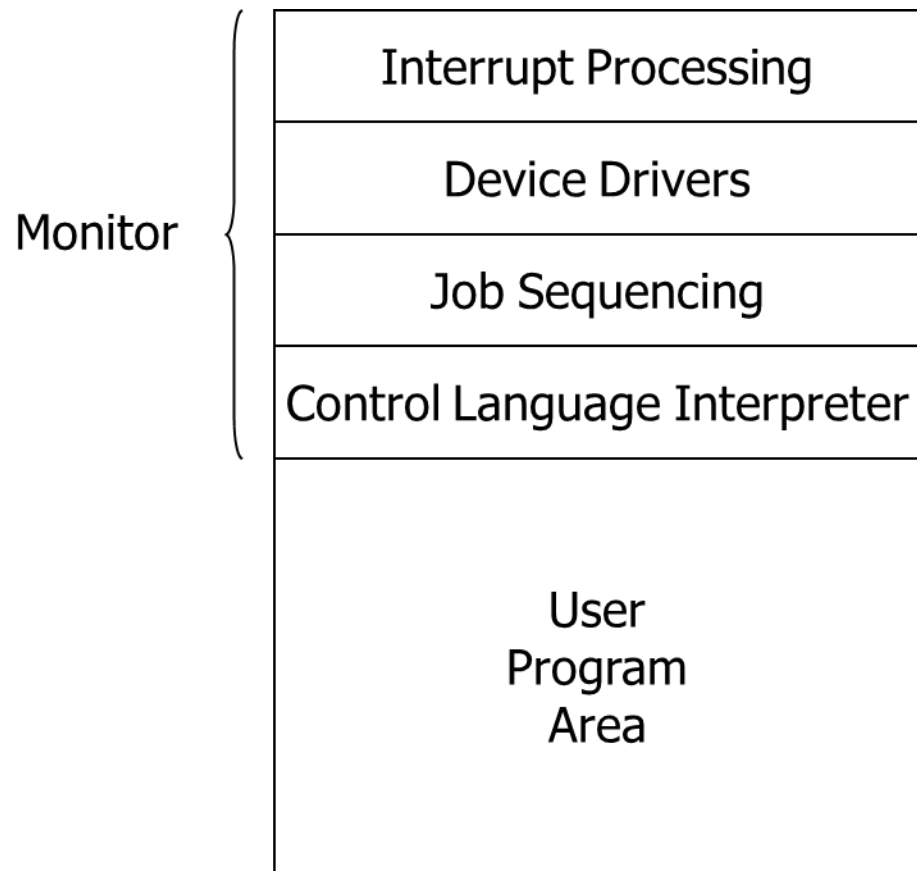 Interrupt Processing
Device Drivers
Monitor
Job Sequencing
Control Language Interpreter
User
Program
Area